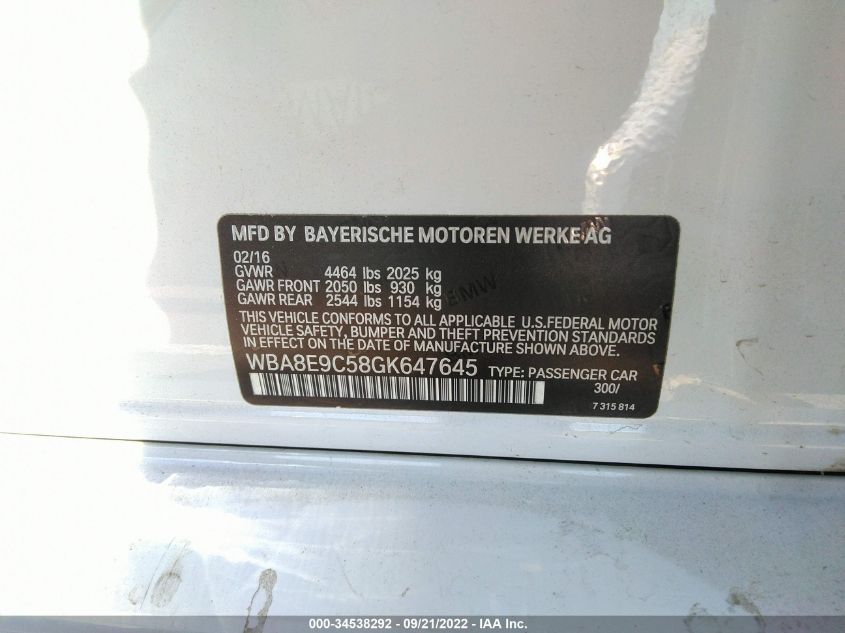 MFD BY BAYERISCHE MOTOREN WERKE AG
02/16
GVWR 4464 lbs 2025 kg
GAWR FRONT 2050 lbs 930 kg
GAWR REAR 2544 lbs 1154 kg
BMW
THIS VEHICLE CONFORMS TO ALL APPLICABLE U.S.FEDERAL MOTOR
VEHICLE SAFETY, BUMPER AND THEFT PREVENTION STANDARDS
IN EFFECT ON THE DATE OF MANUFACTURE SHOWN ABOVE.
WBA8E9C58GK647645 TYPE: PASSENGER CAR
300/
7 315 814
000-34538292 - 09/21/2022 - IAA Inc.